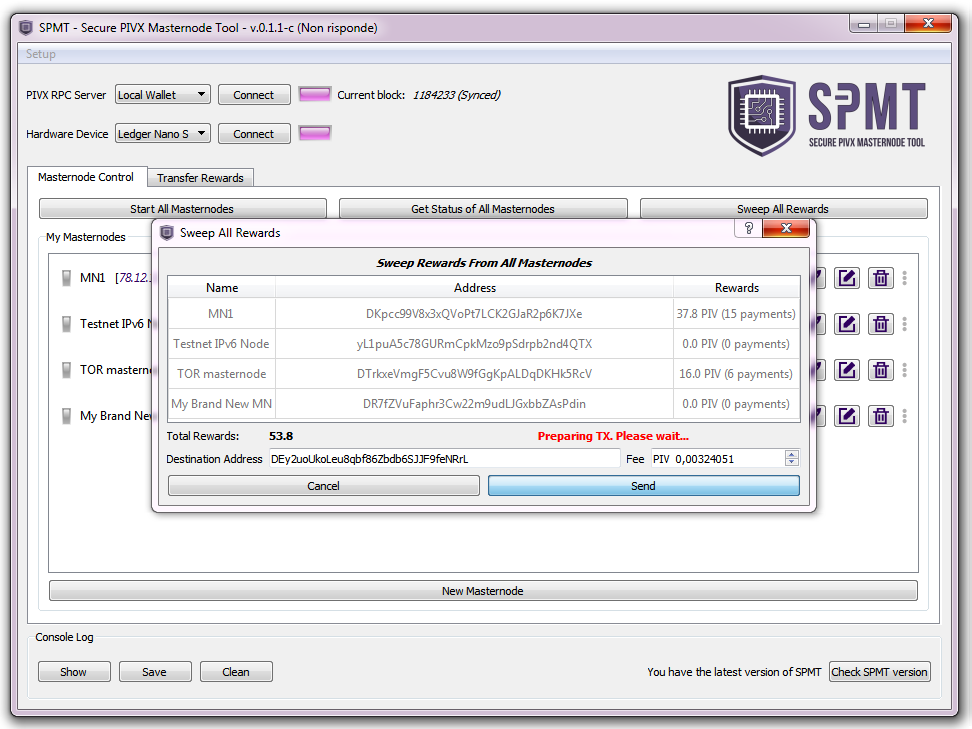 SPMT - Secure PIVX Masternode Tool - v.0.1.1-c (Non risponde)
Setup
PIVX RPC Server Local Wallet Connect Current block: 1184233 (Synced)
Hardware Device Ledger Nano S Connect
SPMT
SECURE PIVX MASTERNODE TOOL
Masternode Control Transfer Rewards
Start All Masternodes Get Status of All Masternodes Sweep All Rewards
My Masternodes
Sweep All Rewards ?
Sweep Rewards From All Masternodes
Name Address Rewards
MN1 DKpcc99V8x3xQVoPt7LCK2GJaR2p6K7JXe 37.8 PIV (15 payments)
Testnet IPv6 Node yL1puA5c78GURmCpkMzo9pSdrpb2nd4QTX 0.0 PIV (0 payments)
TOR masternode DTrkxeVmgF5Cvu8W9fGgKpALDqDKHk5RcV 16.0 PIV (6 payments)
My Brand New MN DR7fZVuFaphr3Cw22m9udLJGxbbZAsPdin 0.0 PIV (0 payments)
Total Rewards: 53.8 Preparing TX. Please wait...
Destination Address DEy2uoUkoLeu8qbf86Zbdb6SJJF9feNRrL Fee PIV 0,00324051
Cancel Send
MN1 [78.12.
Testnet IPv6 N
TOR mastern
My Brand Nev
New Masternode
Console Log
Show Save Clean You have the latest version of SPMT Check SPMT version